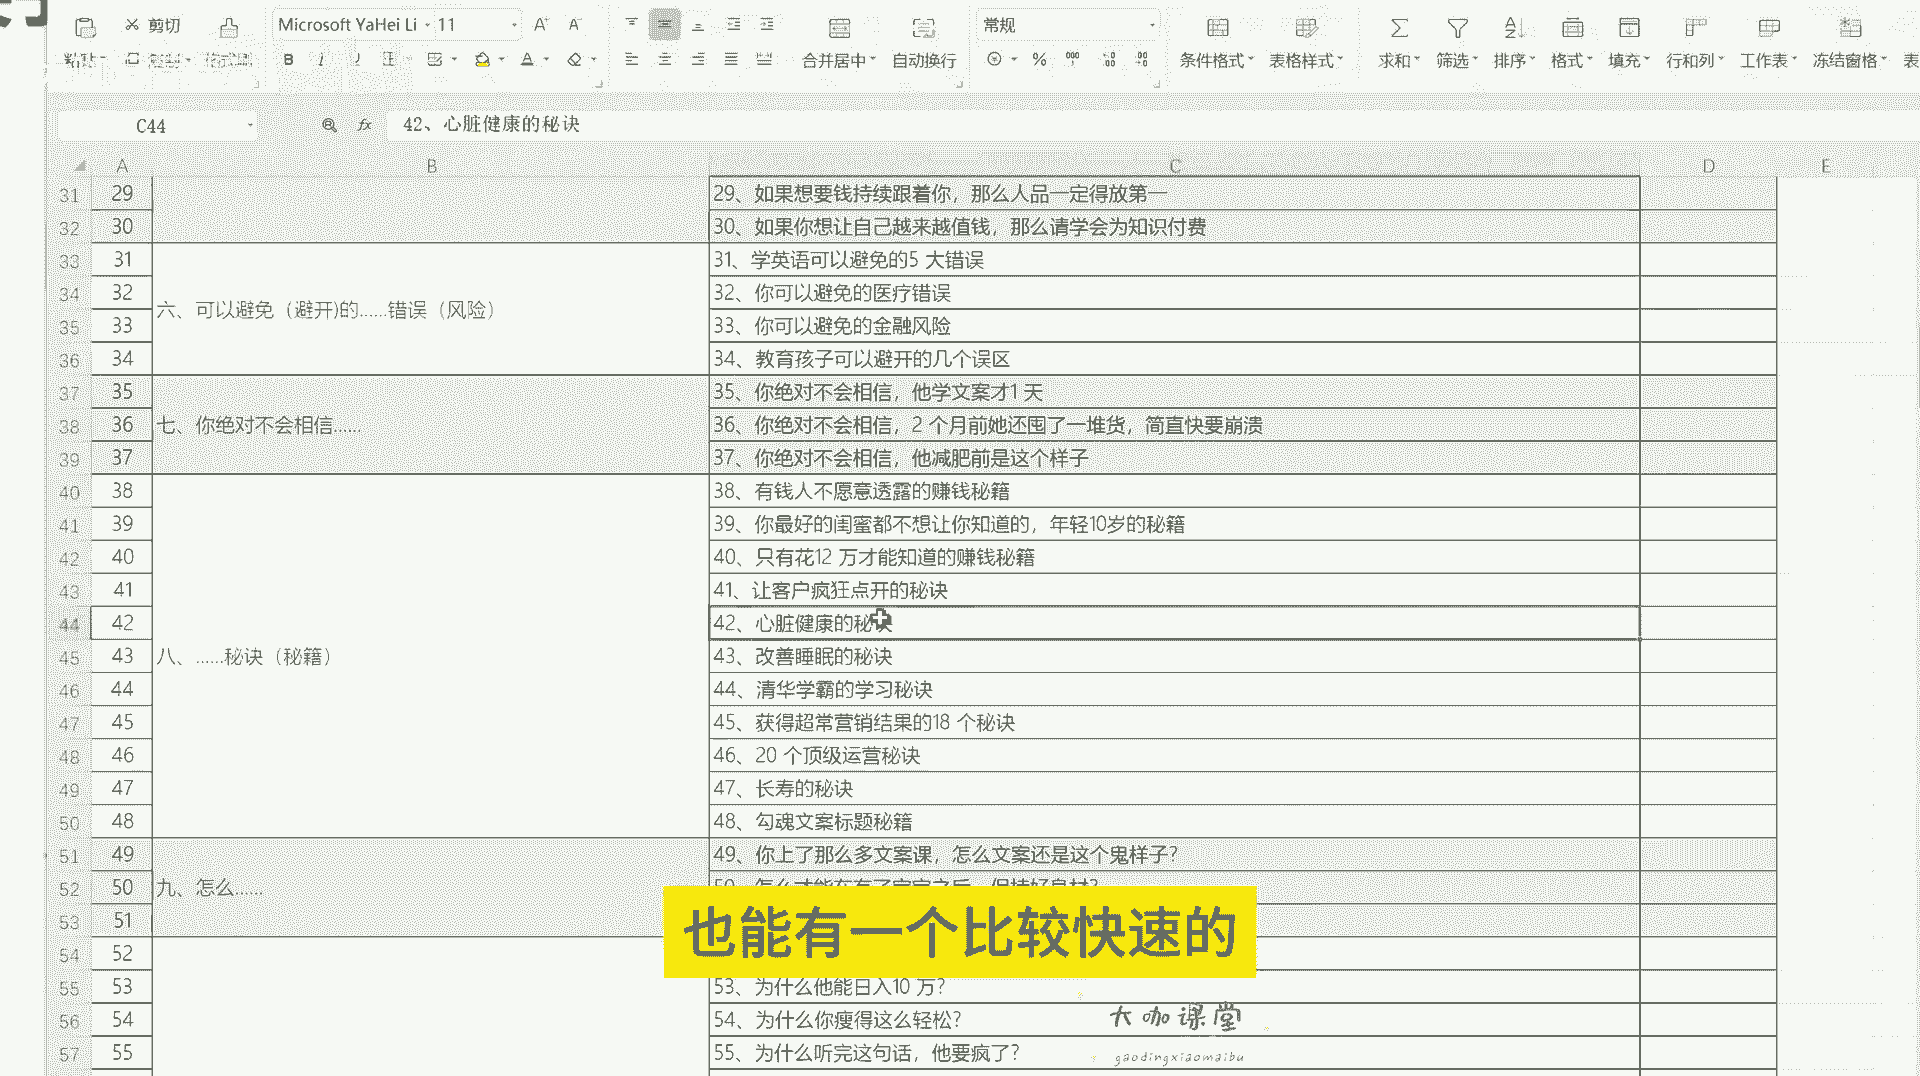 剪切 Microsoft YaHei Li 11 A⁺ A⁻ 常规
粘贴 B I U A 合并居中 自动换行 % 000 条件格式 表格样式 求和 筛选 排序 格式 填充 行和列 工作表 冻结窗格 表
C44 fx 42、心脏健康的秘诀
A B C D E
31 29 29、如果想要钱持续跟着你，那么人品一定得放第一
32 30 30、如果你想让自己越来越值钱，那么请学会为知识付费
33 31 31、学英语可以避免的5 大错误
34 32 32、你可以避免的医疗错误
六、可以避免（避开)的......错误（风险）
35 33 33、你可以避免的金融风险
36 34 34、教育孩子可以避开的几个误区
37 35 35、你绝对不会相信，他学文案才1 天
38 36 七、你绝对不会相信...... 36、你绝对不会相信，2 个月前她还囤了一堆货，简直快要崩溃
39 37 37、你绝对不会相信，他减肥前是这个样子
40 38 38、有钱人不愿意透露的赚钱秘籍
41 39 39、你最好的闺蜜都不想让你知道的，年轻10岁的秘籍
42 40 40、只有花12 万才能知道的赚钱秘籍
43 41 41、让客户疯狂点开的秘诀
44 42 42、心脏健康的秘诀
45 43 八、......秘诀（秘籍） 43、改善睡眠的秘诀
46 44 44、清华学霸的学习秘诀
47 45 45、获得超常营销结果的18 个秘诀
48 46 46、20 个顶级运营秘诀
49 47 47、长寿的秘诀
50 48 48、勾魂文案标题秘籍
51 49 49、你上了那么多文案课，怎么文案还是这个鬼样子？
52 50 九、怎么......
53 51
也能有一个比较快速的
54 52
55 53 53、为什么他能日入10 万？
56 54 54、为什么你瘦得这么轻松？
57 55 55、为什么听完这句话，他要疯了？
大咖课堂
gaodingxiaomaibu